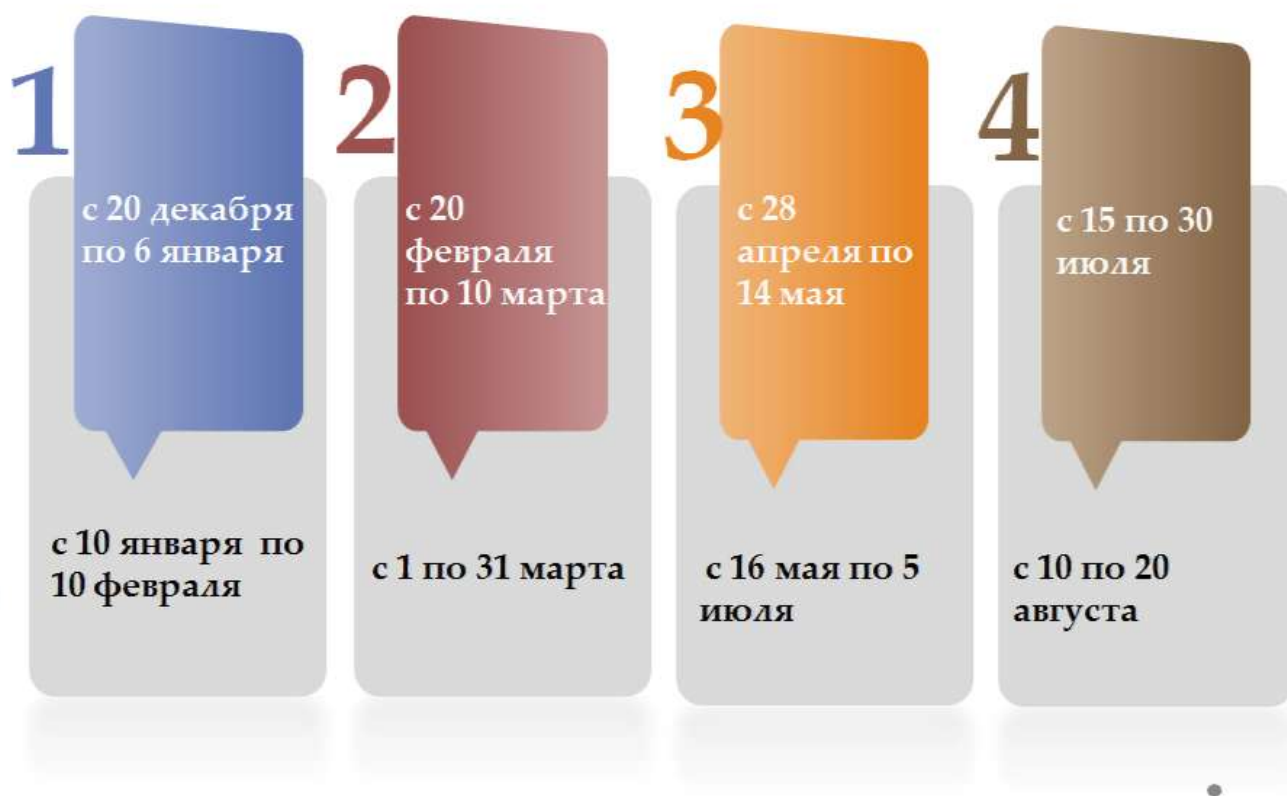 1
с 20 декабря
по 6 января
с 10 января  по
10 февраля
2
с 20
февраля
по 10 марта
с 1 по 31 марта
3
с 28
апреля по
14 мая
с 16 мая по 5
июля
4
с 15 по 30
июля
с 10 по 20
августа